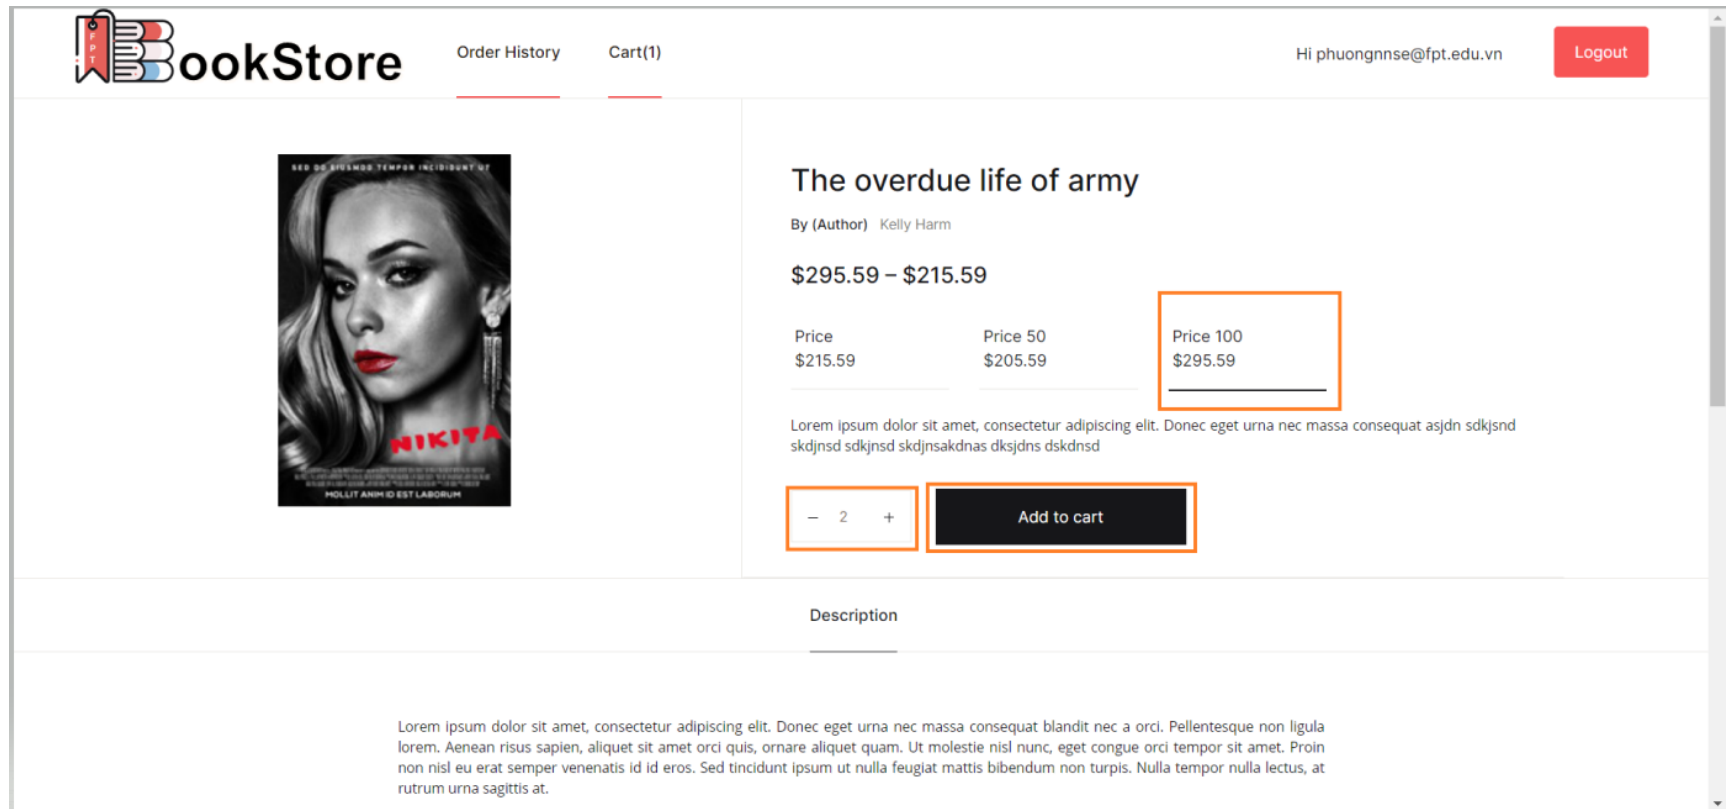 FPT
BookStore
Order History
Cart(1)
Hi phuongnnse@fpt.edu.vn
Logout
SED DO EIUSMOD TEMPOR INCIDIDUNT UT
NIKITA
MOLLIT ANIM ID EST LABORUM
The overdue life of army
By (Author) Kelly Harm
$295.59 – $215.59
Price
$215.59
Price 50
$205.59
Price 100
$295.59
Lorem ipsum dolor sit amet, consectetur adipiscing elit. Donec eget urna nec massa consequat asjdn sdkjsnd
skdjnsd sdkjnsd skdjnsakdnas dksjdns dskdnsd
– 2 +
Add to cart
Description
Lorem ipsum dolor sit amet, consectetur adipiscing elit. Donec eget urna nec massa consequat blandit nec a orci. Pellentesque non ligula
lorem. Aenean risus sapien, aliquet sit amet orci quis, ornare aliquet quam. Ut molestie nisl nunc, eget congue orci tempor sit amet. Proin
non nisl eu erat semper venenatis id id eros. Sed tincidunt ipsum ut nulla feugiat mattis bibendum non turpis. Nulla tempor nulla lectus, at
rutrum urna sagittis at.